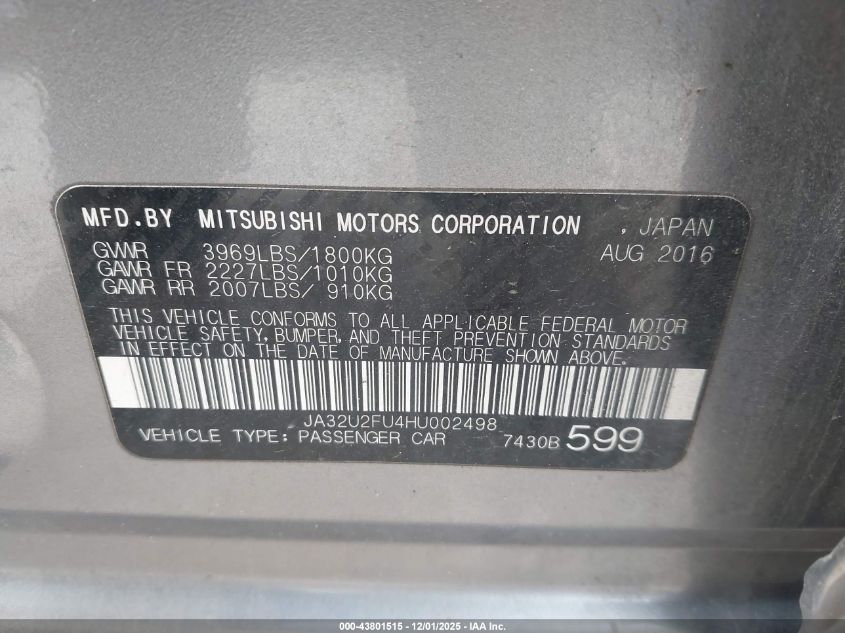 MFD.BY MITSUBISHI MOTORS CORPORATION , JAPAN
GVWR 3969LBS/1800KG AUG 2016
GAWR FR 2227LBS/1010KG
GAWR RR 2007LBS/ 910KG
THIS VEHICLE CONFORMS TO ALL APPLICABLE FEDERAL MOTOR
VEHICLE SAFETY, BUMPER, AND THEFT PREVENTION STANDARDS
IN EFFECT ON THE DATE OF MANUFACTURE SHOWN ABOVE.
JA32U2FU4HU002498
VEHICLE TYPE: PASSENGER CAR 7430B 599
000-43801515 - 12/01/2025 - IAA Inc.